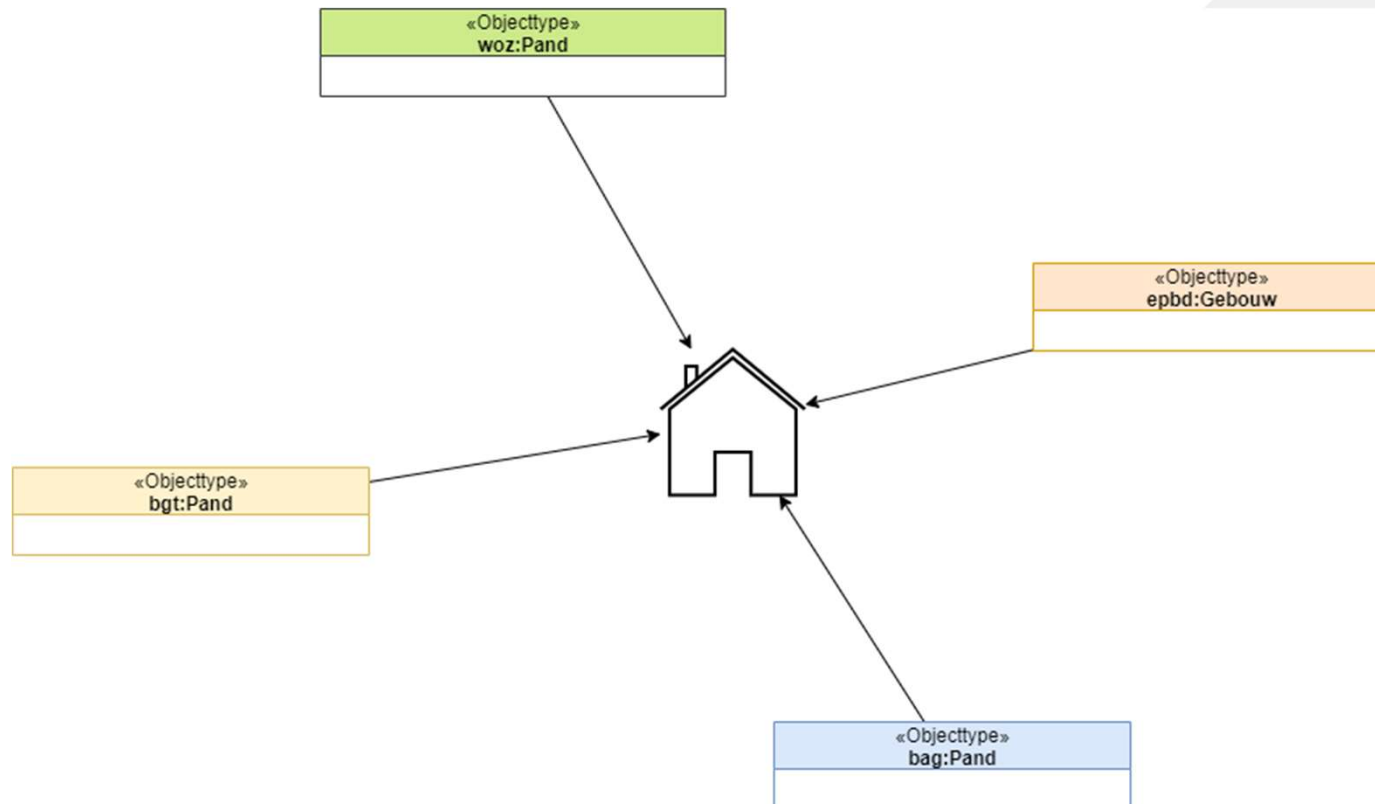 «Objecttype»
woz:Pand
«Objecttype»
epbd:Gebouw
«Objecttype»
bgt:Pand
«Objecttype»
bag:Pand